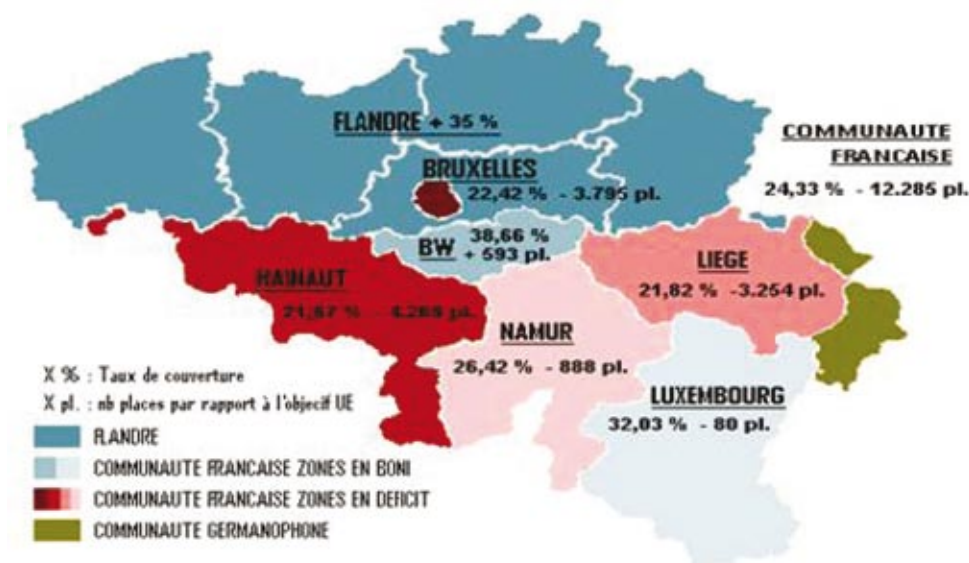 FLANDRE + 35 %
COMMUNAUTE
FRANCAISE
24,33 % - 12.285 pl.
BRUXELLES
22,42 % - 3.795 pl.
BW
38,66 %
+ 593 pl.
HAINAUT
LIEGE
21,82 % -3.254 pl.
NAMUR
26,42 % - 888 pl.
LUXEMBOURG
32,03 % - 80 pl.
X % : Taux de couverture
X pl. : nb places par rapport à l'objecif UE
FLANDRE
COMMUNAUTE FRANCAISE ZONES EN BONI
COMMUNAUTE FRANCAISE ZONES EN DEFICIT
COMMUNAUTE GERMANOPHONE